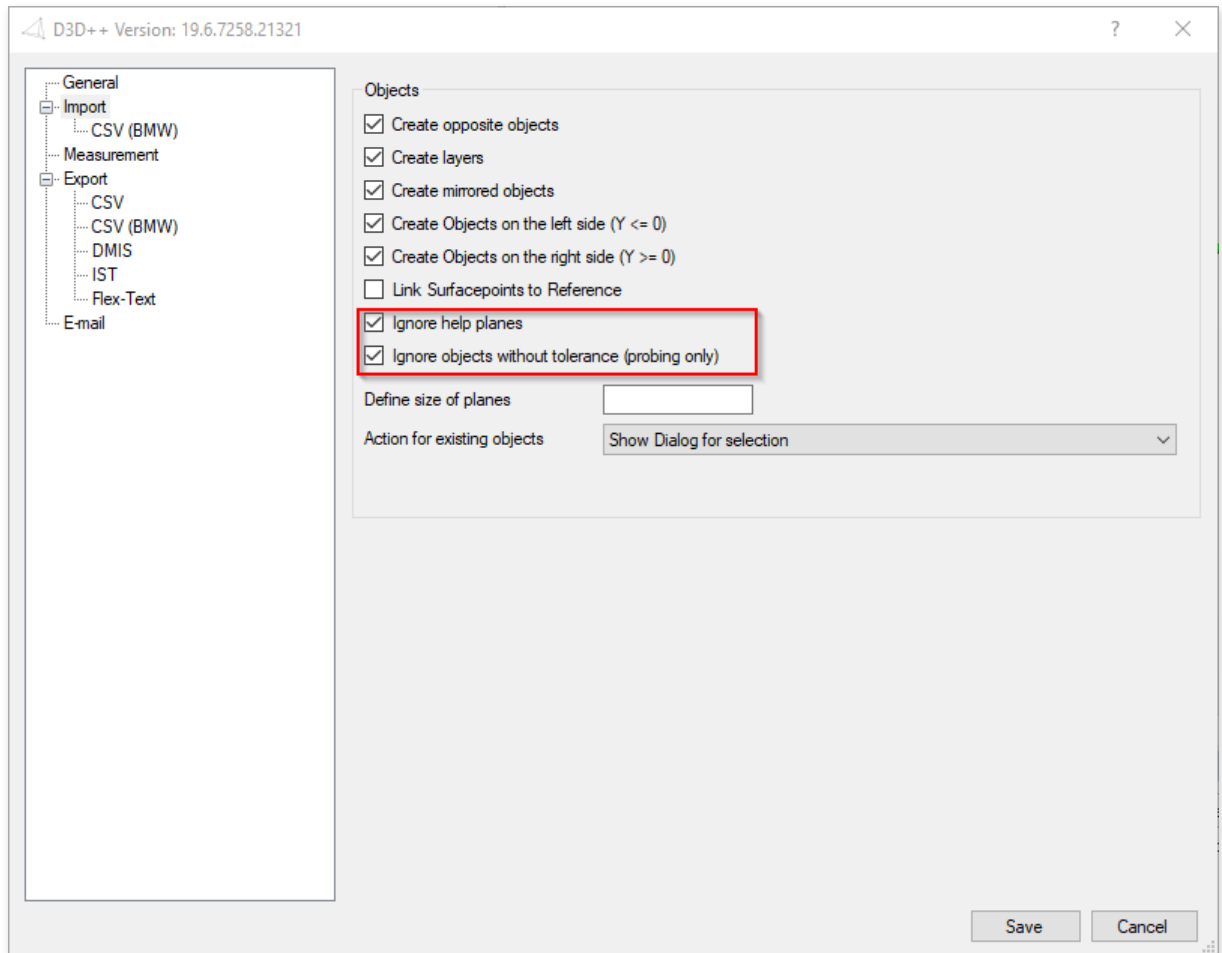 D3D++ Version: 19.6.7258.21321
General
Import
CSV (BMW)
Measurement
Export
CSV
CSV (BMW)
DMIS
IST
Flex-Text
E-mail
Objects
Create opposite objects
Create layers
Create mirrored objects
Create Objects on the left side (Y <= 0)
Create Objects on the right side (Y >= 0)
Link Surfacepoints to Reference
Ignore help planes
Ignore objects without tolerance (probing only)
Define size of planes
Action for existing objects Show Dialog for selection
Save Cancel